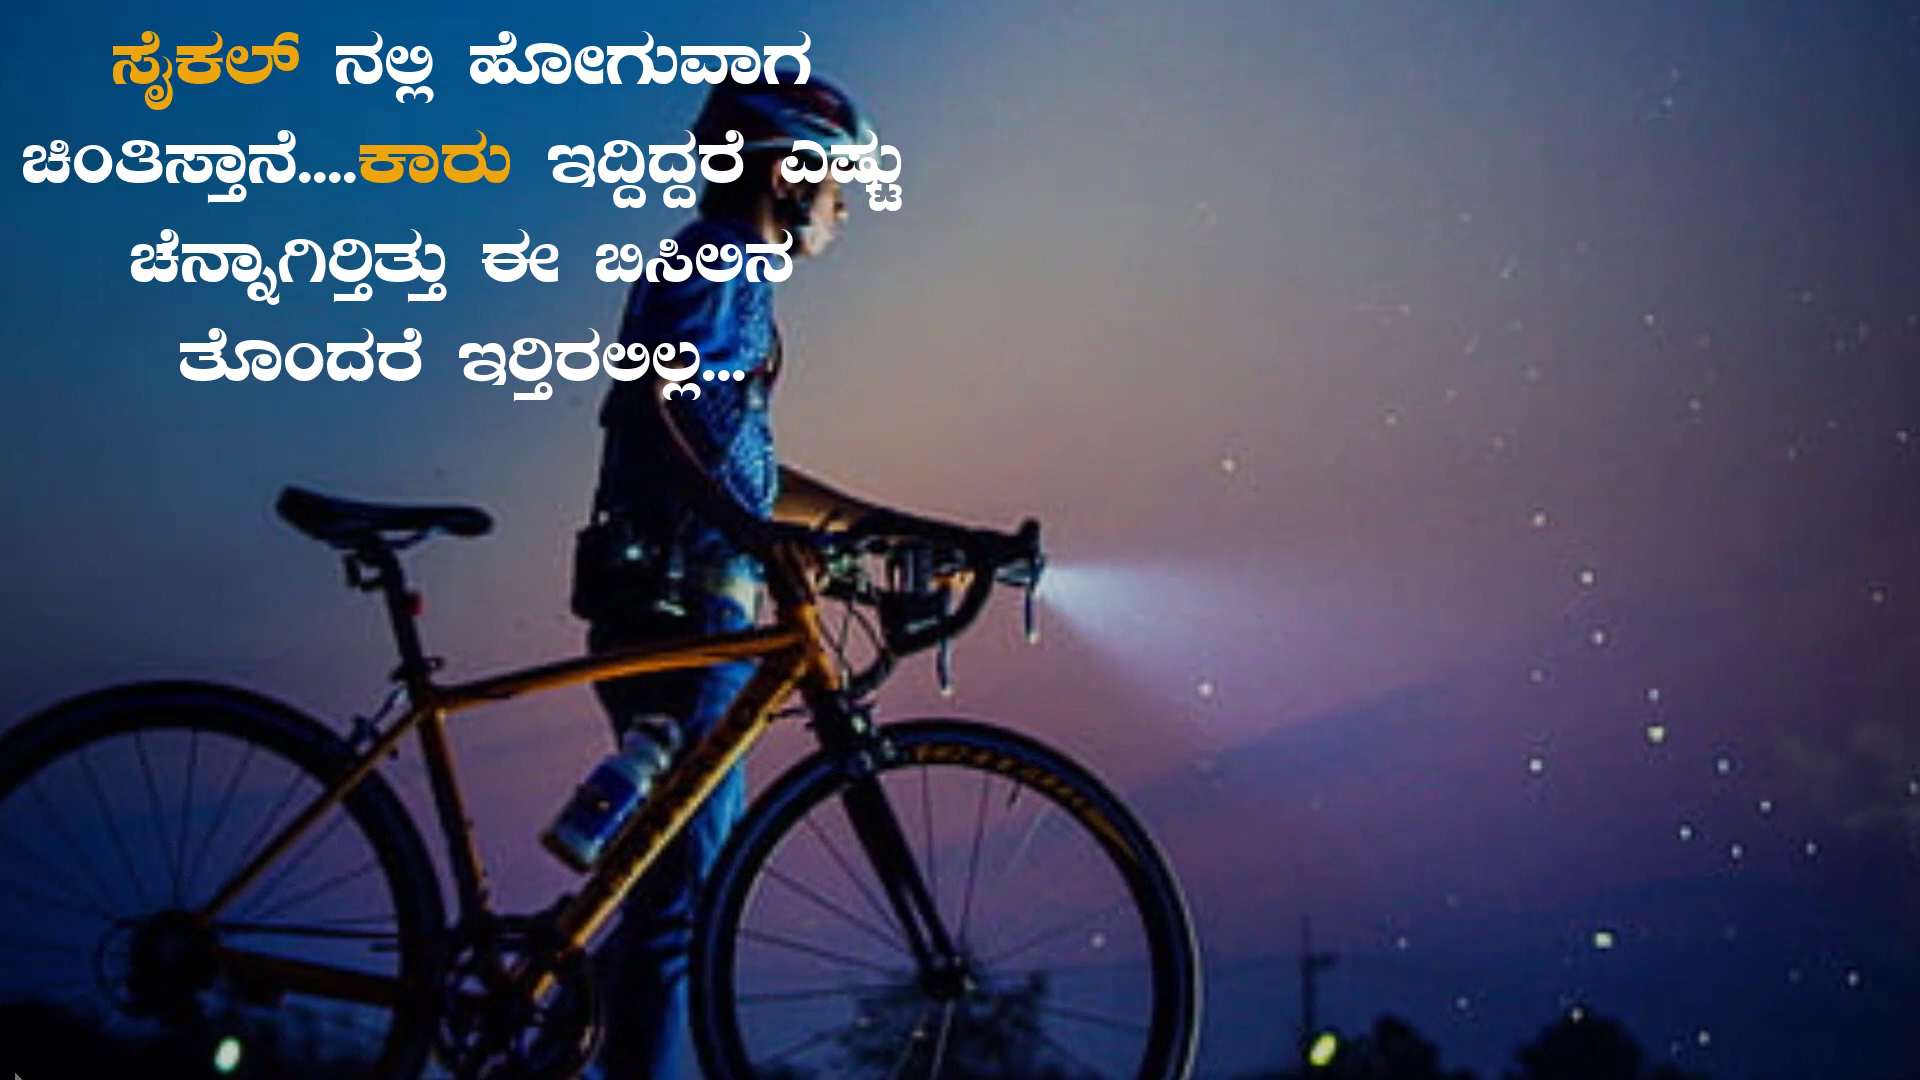 ಸೈಕಲ್ ನಲ್ಲಿ ಹೋಗುವಾಗ
ಚಿಂತಿಸ್ತಾನೆ....ಕಾರು ಇದ್ದಿದ್ದರೆ ಎಷ್ಟು
ಚೆನ್ನಾಗಿರ್ತಿತ್ತು ಈ ಬಿಸಿಲಿನ
ತೊಂದರೆ ಇರ್ತಿರಲಿಲ್ಲ...